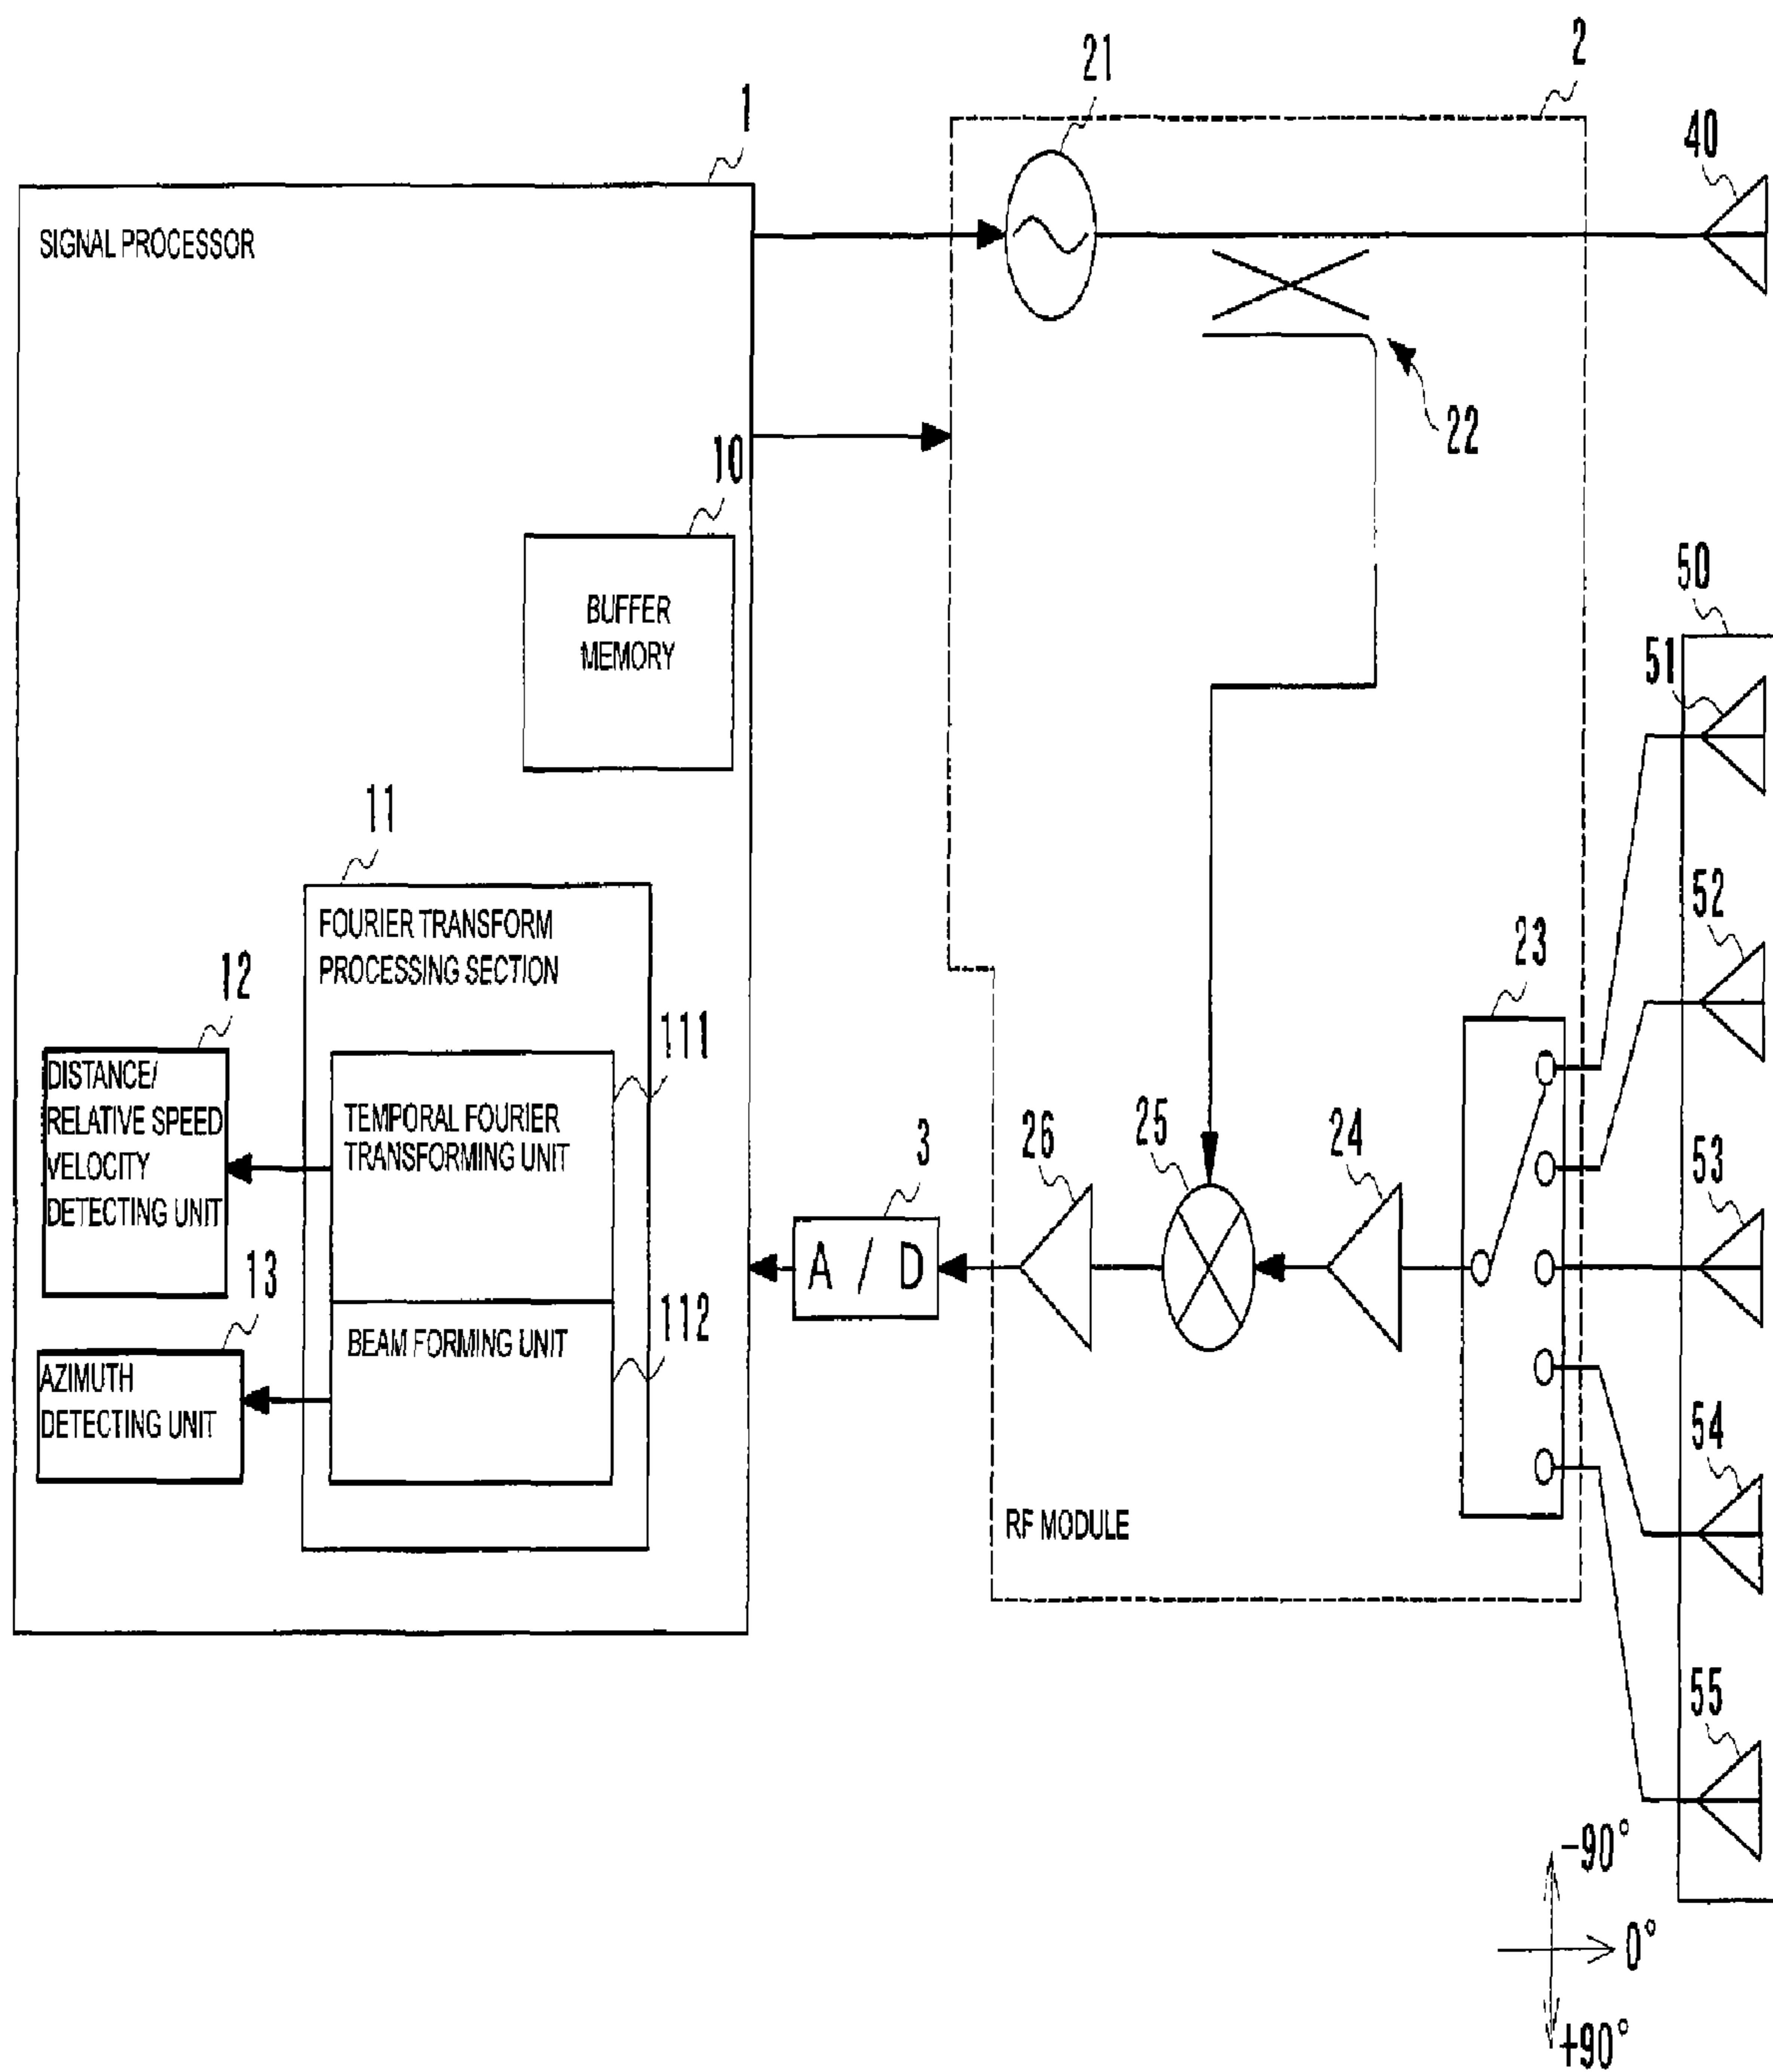 21
2
1
40
SIGNAL PROCESSOR
22
10
BUFFER
MEMORY
50
51
11
FOURIER TRANSFORM
PROCESSING SECTION
52
23
12
111
DISTANCE/
RELATIVE SPEED
VELOCITY
DETECTING UNIT
TEMPORAL FOURIER
TRANSFORMING UNIT
3
26
25
24
53
A / D
13
112
BEAM FORMING UNIT
AZIMUTH
DETECTING UNIT
54
RF MODULE
55
-90°
0°
+90°